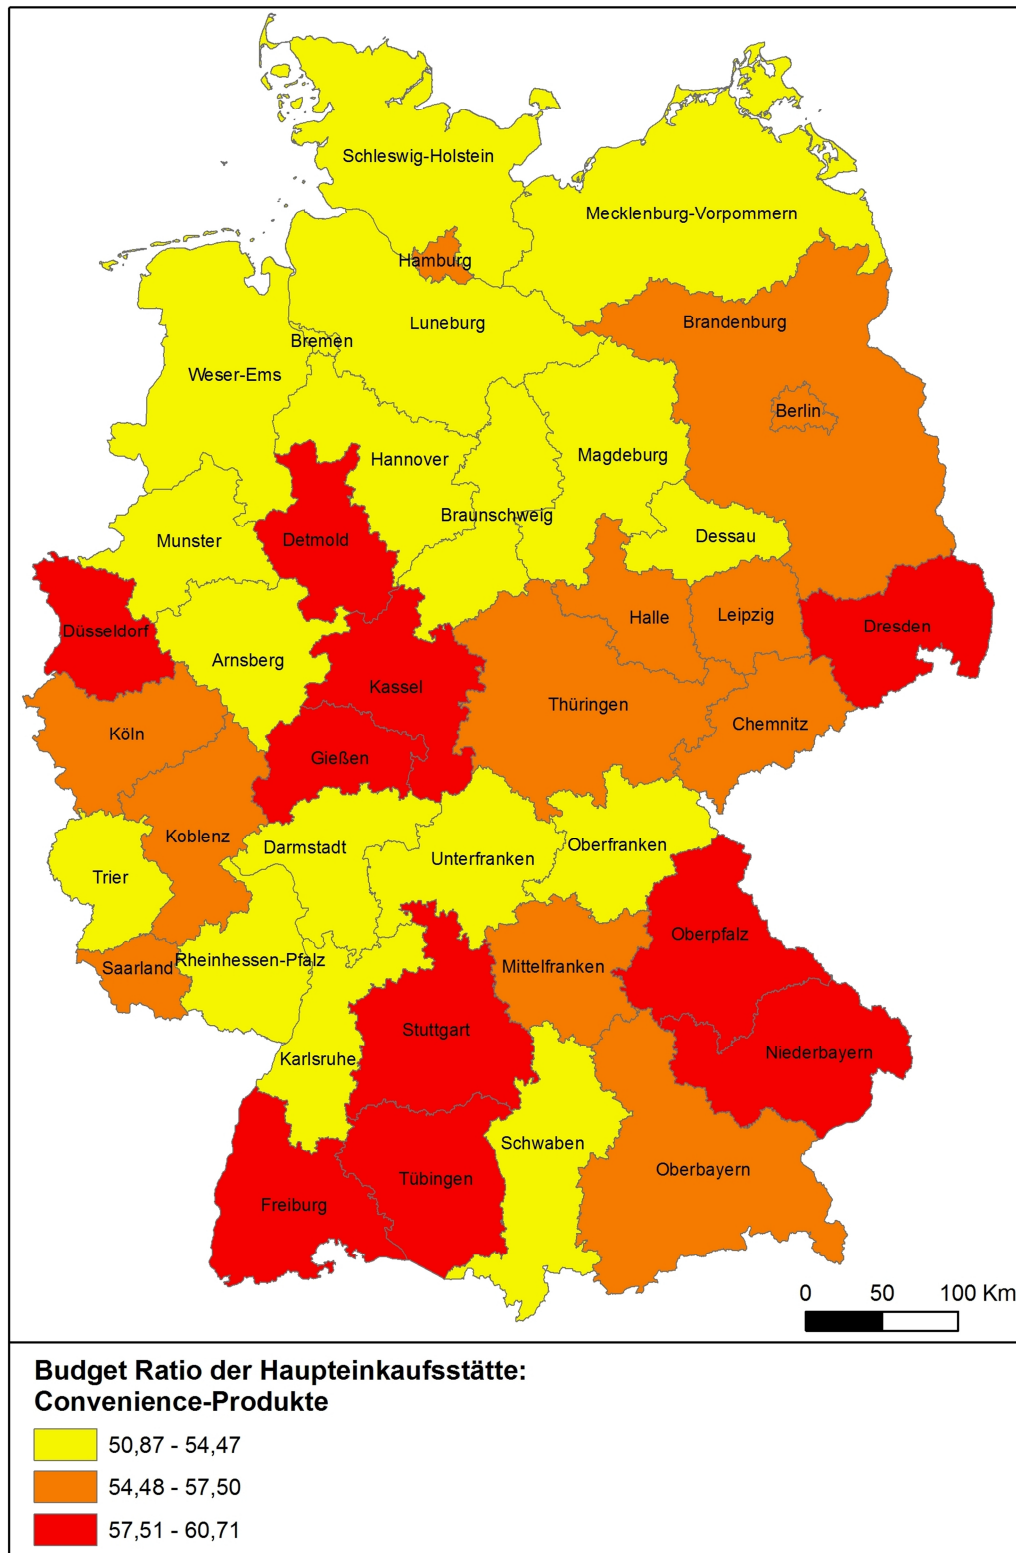 Schleswig-Holstein
Mecklenburg-Vorpommern
Hamburg
Luneburg
Brandenburg
Bremen
Weser-Ems
Berlin
Hannover
Magdeburg
Braunschweig
Munster
Detmold
Dessau
Düsseldorf
Halle
Leipzig
Dresden
Arnsberg
Kassel
Thüringen
Köln
Chemnitz
Gießen
Koblenz
Darmstadt
Unterfranken
Oberfranken
Trier
Oberpfalz
Saarland
Rheinhessen-Pfalz
Mittelfranken
Stuttgart
Karlsruhe
Niederbayern
Schwaben
Oberbayern
Tübingen
Freiburg
0 50 100 Km
Budget Ratio der Haupteinkaufsstätte:
Convenience-Produkte
50,87 - 54,47
54,48 - 57,50
57,51 - 60,71